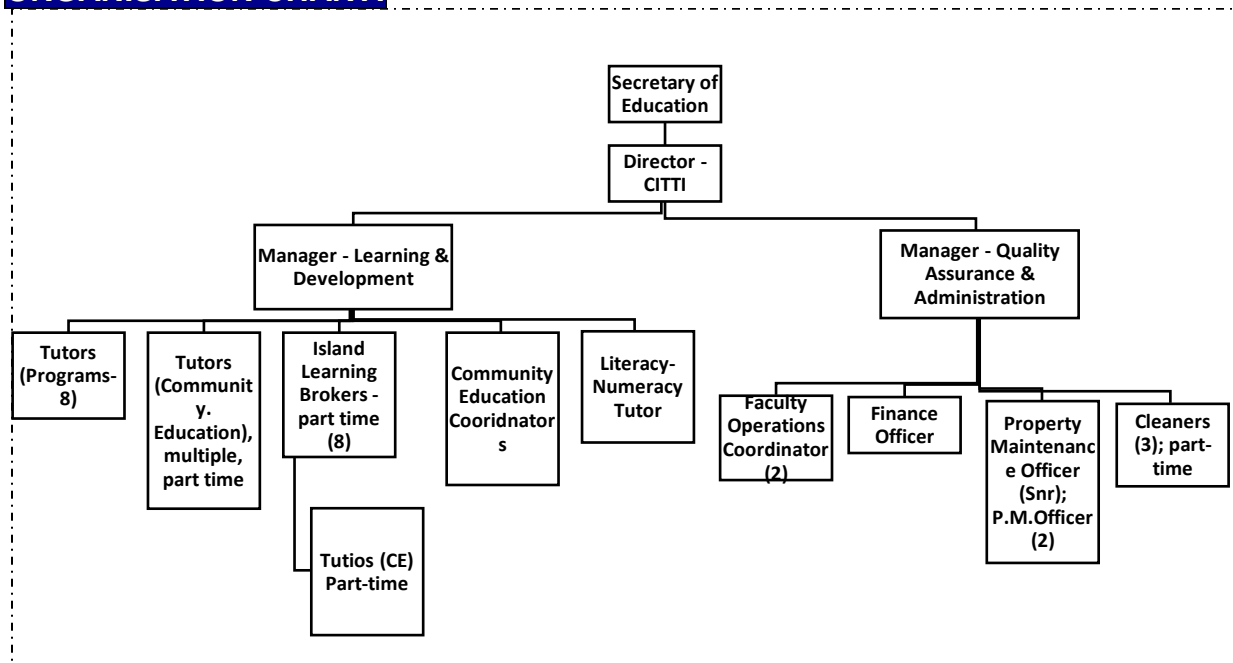 Secretary of
Education
Director -
CITTI
Manager - Learning &
Development
Manager - Quality
Assurance &
Administration
Tutors
(Programs-
8)
Tutors
(Communit
y.
Education),
multiple,
part time
Island
Learning
Brokers -
part time
(8)
Community
Education
Cooridnator
s
Literacy-
Numeracy
Tutor
Faculty
Operations
Coordinator
(2)
Finance
Officer
Property
Maintenanc
e Officer
(Snr);
P.M.Officer
(2)
Cleaners
(3); part-
time
Tutios (CE)
Part-time